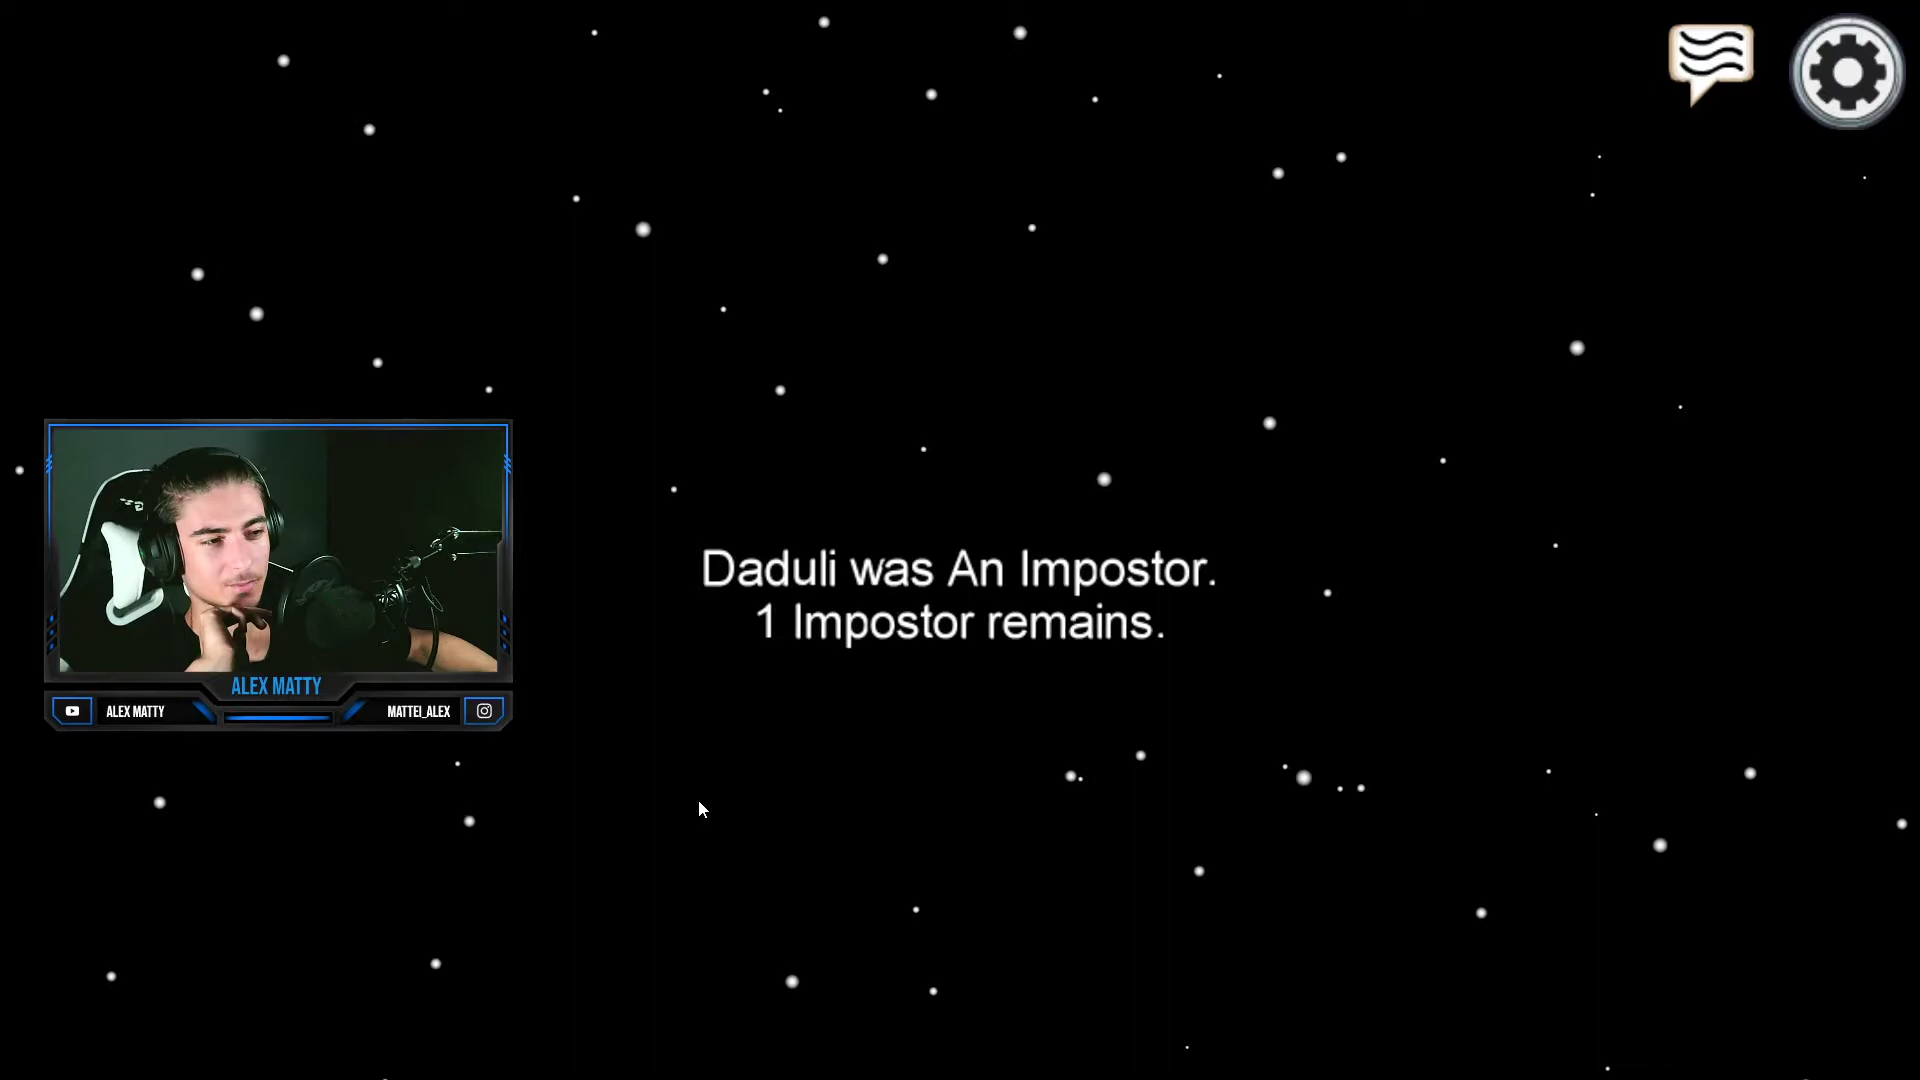 Daduli was An Impostor.
1 Impostor remains.
ALEX MATTY
ALEX MATTY
MATTEI_ALEX